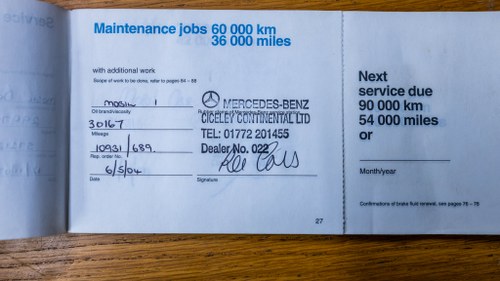 Maintenance jobs 60 000 km
36 000 miles
with additional work
Scope of work to be done, refer to pages 84 – 88
MOBIL 1
Oil brand/viscosity
30167
Mileage
10931/689.
Rep. order No.
6/5/04
Date
MERCEDES-BENZ
CICELEY CONTINENTAL LTD
TEL: 01772 201455
Dealer No. 022
Signature
27
Next
service due
90 000 km
54 000 miles
or
Month/year
Confirmations of brake fluid renewal, see pages 76 – 78